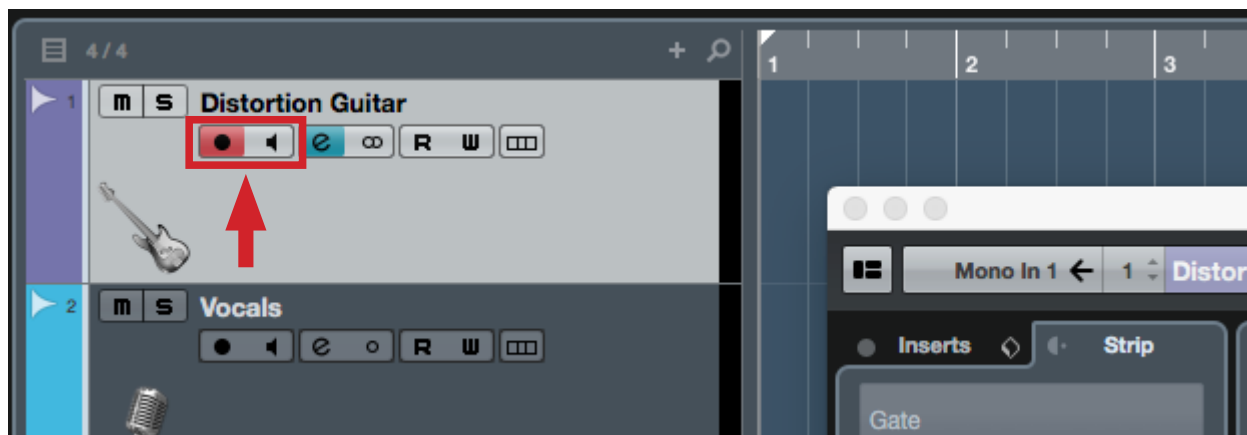 4/4 +
1 2 3
1 m S Distortion Guitar
e R W
Mono In 1 1 Distor
2 m S Vocals
e R W
Inserts Strip
Gate